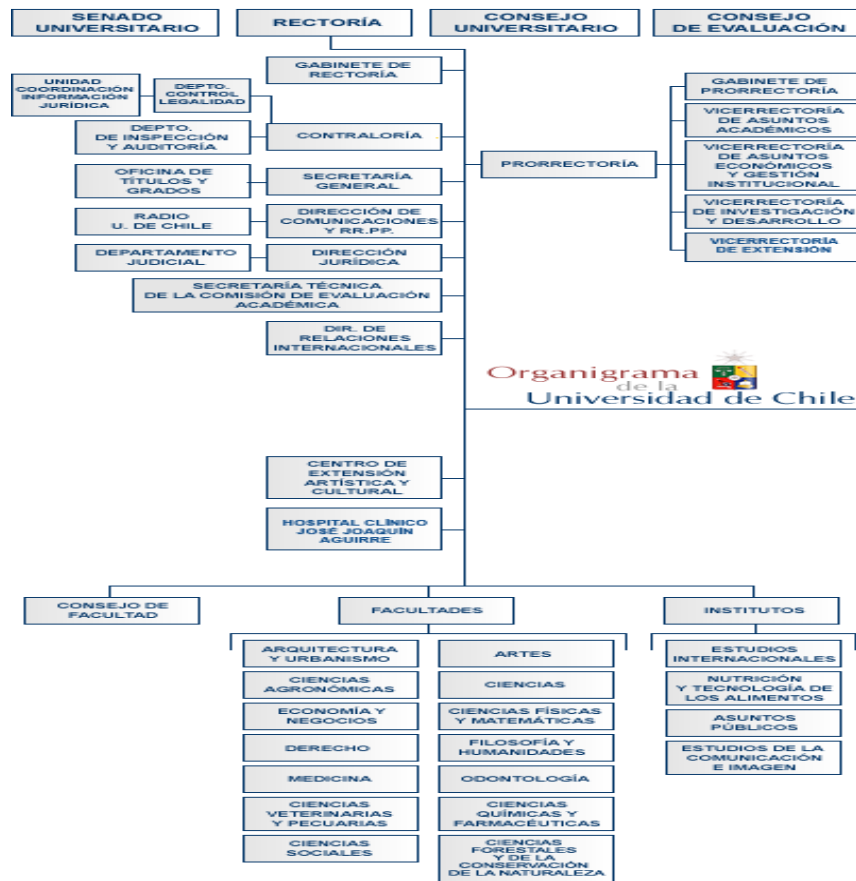 SENADO
UNIVERSITARIO
RECTORÍA
CONSEJO
UNIVERSITARIO
CONSEJO
DE EVALUACIÓN
GABINETE DE
RECTORÍA
UNIDAD
COORDINACIÓN
INFORMACIÓN
JURÍDICA
DEPTO.
CONTROL
LEGALIDAD
DEPTO.
DE INSPECCIÓN
Y AUDITORÍA
CONTRALORÍA
OFICINA DE
TÍTULOS Y
GRADOS
SECRETARÍA
GENERAL
RADIO
U. DE CHILE
DIRECCIÓN DE
COMUNICACIONES
Y RR.PP.
DEPARTAMENTO
JUDICIAL
DIRECCIÓN
JURÍDICA
SECRETARÍA TÉCNICA
DE LA COMISIÓN DE EVALUACIÓN
ACADÉMICA
DIR. DE
RELACIONES
INTERNACIONALES
PRORRECTORÍA
GABINETE DE
PRORRECTORÍA
VICERRECTORÍA
DE ASUNTOS
ACADÉMICOS
VICERRECTORÍA
DE ASUNTOS
ECONÓMICOS
Y GESTIÓN
INSTITUCIONAL
VICERRECTORÍA
DE INVESTIGACIÓN
Y DESARROLLO
VICERRECTORÍA
DE EXTENSIÓN
Organigrama
de la
Universidad de Chile
CENTRO DE
EXTENSIÓN
ARTÍSTICA Y
CULTURAL
HOSPITAL CLÍNICO
JOSÉ JOAQUÍN
AGUIRRE
CONSEJO DE
FACULTAD
FACULTADES
INSTITUTOS
ARQUITECTURA
Y URBANISMO
ARTES
CIENCIAS
AGRONÓMICAS
CIENCIAS
ECONOMÍA Y
NEGOCIOS
CIENCIAS FÍSICAS
Y MATEMÁTICAS
DERECHO
FILOSOFÍA Y
HUMANIDADES
MEDICINA
ODONTOLOGÍA
CIENCIAS
VETERINARIAS
Y PECUARIAS
CIENCIAS
QUÍMICAS Y
FARMACÉUTICAS
CIENCIAS
SOCIALES
CIENCIAS
FORESTALES
Y DE LA
CONSERVACIÓN
DE LA NATURALEZA
ESTUDIOS
INTERNACIONALES
NUTRICIÓN
Y TECNOLOGÍA DE
LOS ALIMENTOS
ASUNTOS
PÚBLICOS
ESTUDIOS DE LA
COMUNICACIÓN
E IMAGEN